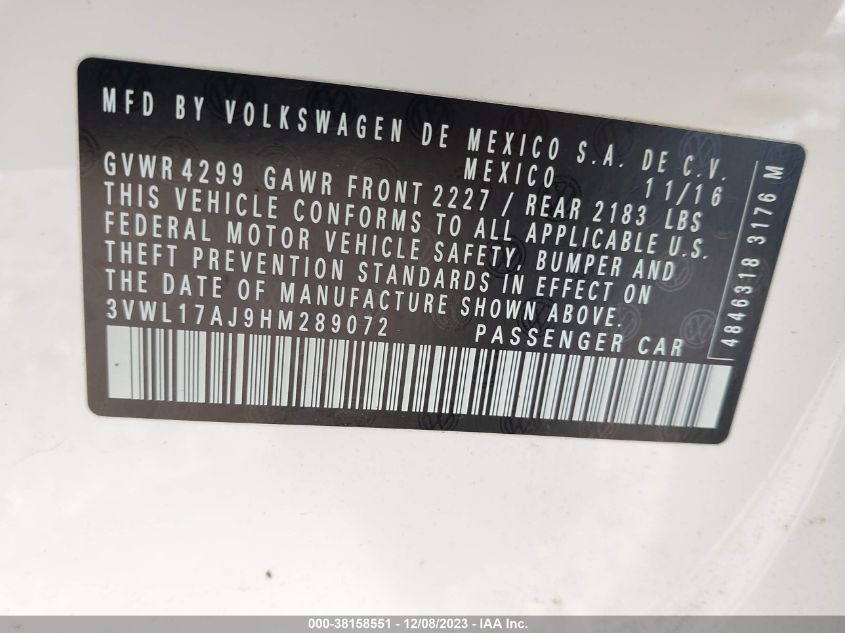 MFD BY VOLKSWAGEN DE MEXICO S.A. DE C.V.
MEXICO 11/16
GVWR 4299 GAWR FRONT 2227 / REAR 2183 LBS
THIS VEHICLE CONFORMS TO ALL APPLICABLE U.S.
FEDERAL MOTOR VEHICLE SAFETY, BUMPER AND
THEFT PREVENTION STANDARDS IN EFFECT ON
THE DATE OF MANUFACTURE SHOWN ABOVE.
3VWL17AJ9HM289072 PASSENGER CAR
4846318 3176 M
000-38158551 - 12/08/2023 - IAA Inc.